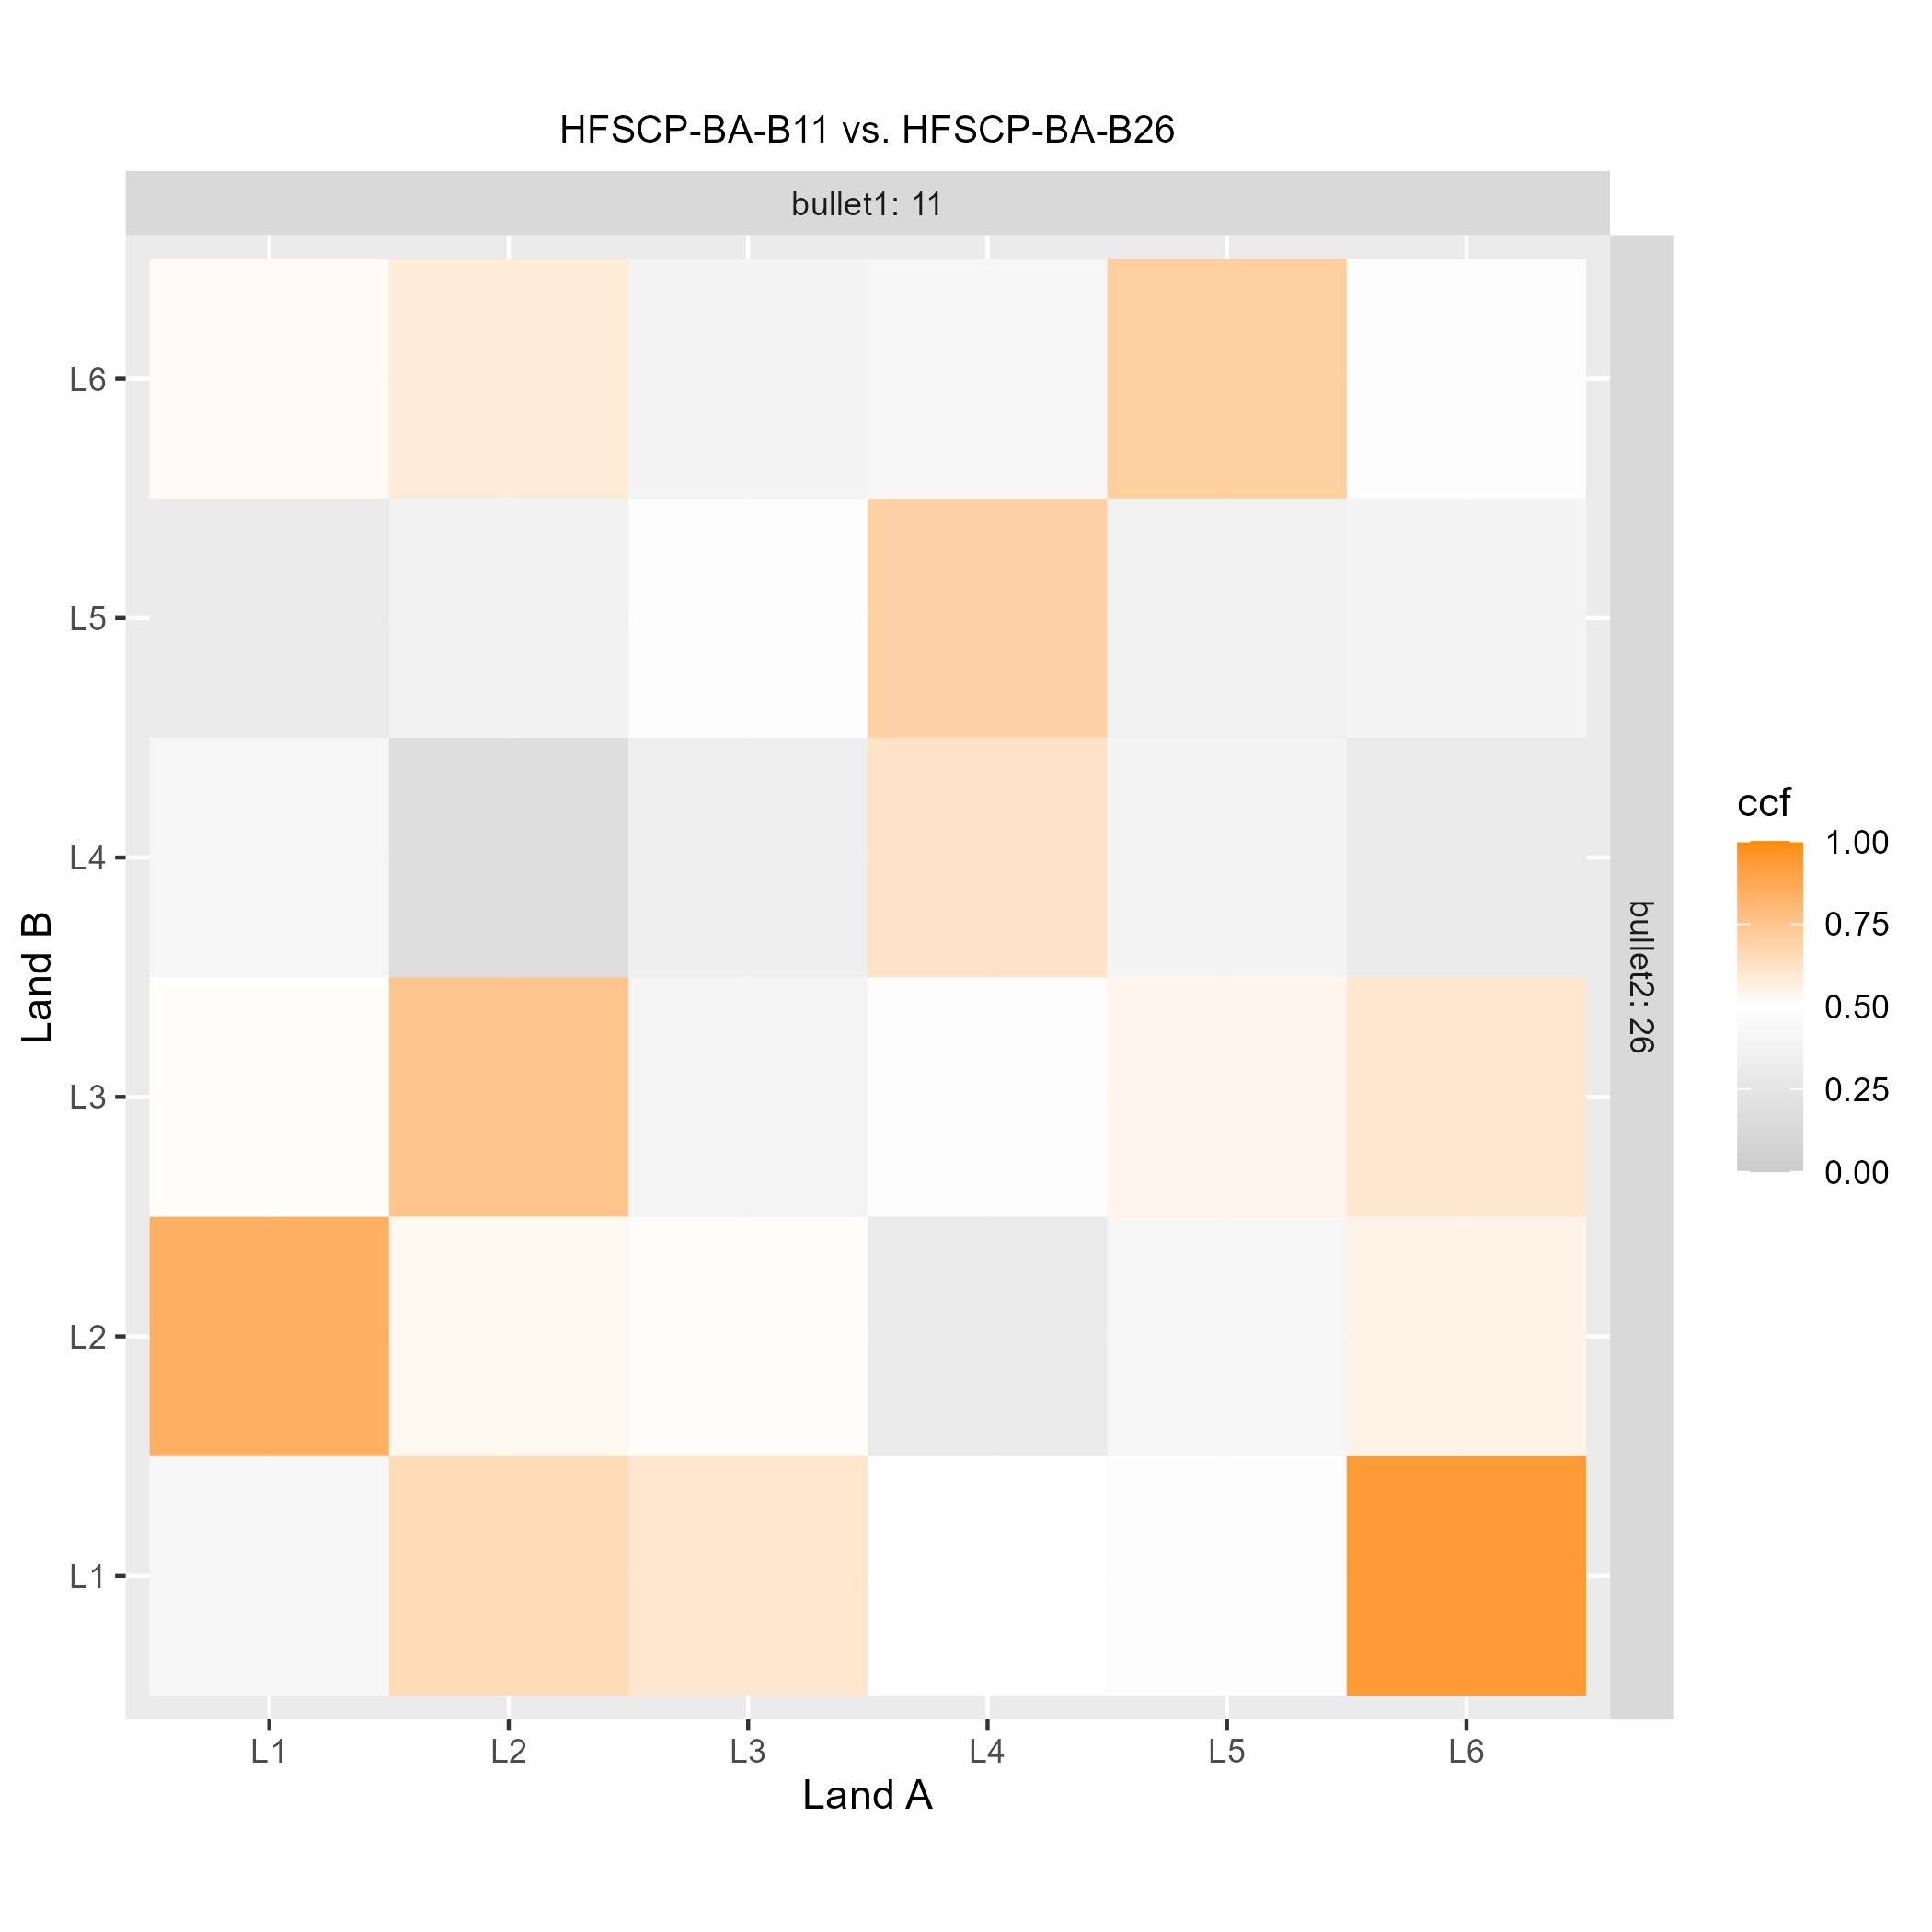 HFSCP-BA-B11 vs. HFSCP-BA-B26
bullet1: 11
L6
L5
L4
L3
L2
L1
Land B
bullet2: 26
ccf
1.00
0.75
0.50
0.25
0.00
L1 L2 L3 L4 L5 L6
Land A